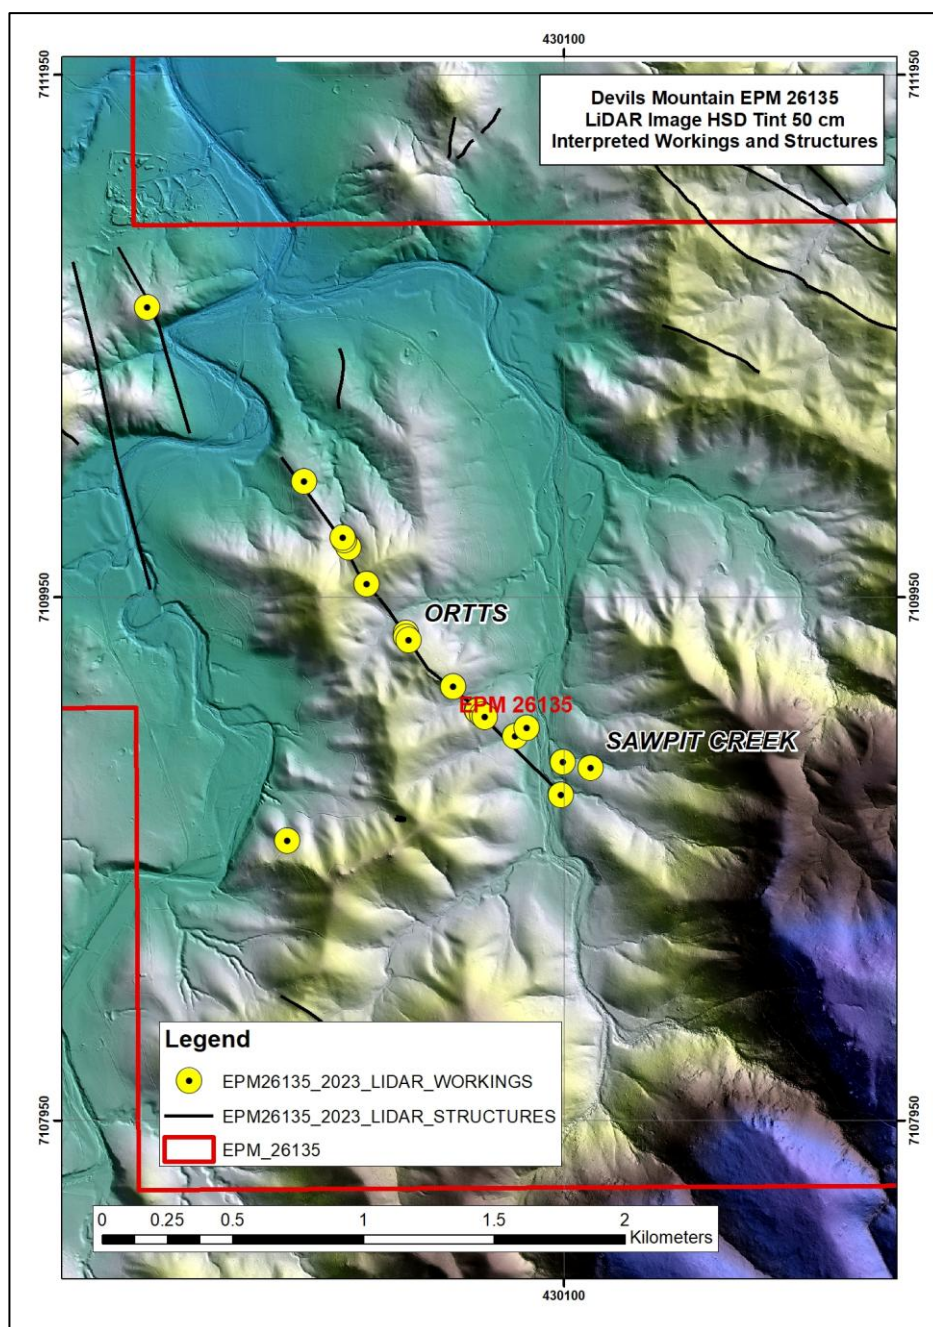 430100
7111950
7111950
Devils Mountain EPM 26135
LiDAR Image HSD Tint 50 cm
Interpreted Workings and Structures
7109950
7109950
ORTTS
EPM 26135
SAWPIT CREEK
Legend
EPM26135_2023_LIDAR_WORKINGS
EPM26135_2023_LIDAR_STRUCTURES
EPM_26135
7107950
7107950
0 0.25 0.5 1 1.5 2
Kilometers
430100